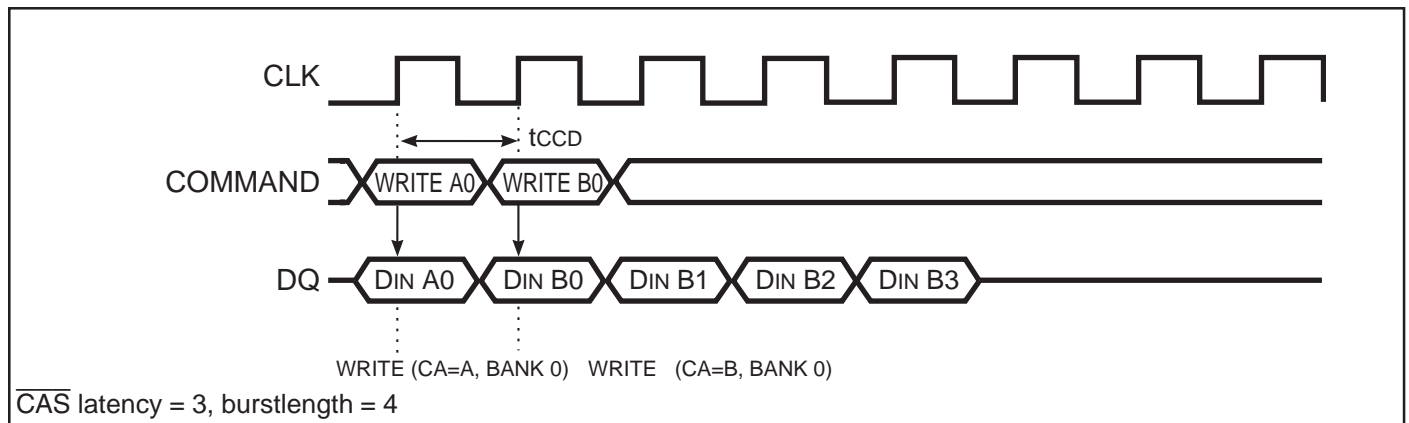 CLK
tCCD
COMMAND WRITE A0 WRITE B0
DQ DIN A0 DIN B0 DIN B1 DIN B2 DIN B3
WRITE (CA=A, BANK 0) WRITE (CA=B, BANK 0)
CAS latency = 3, burstlength = 4